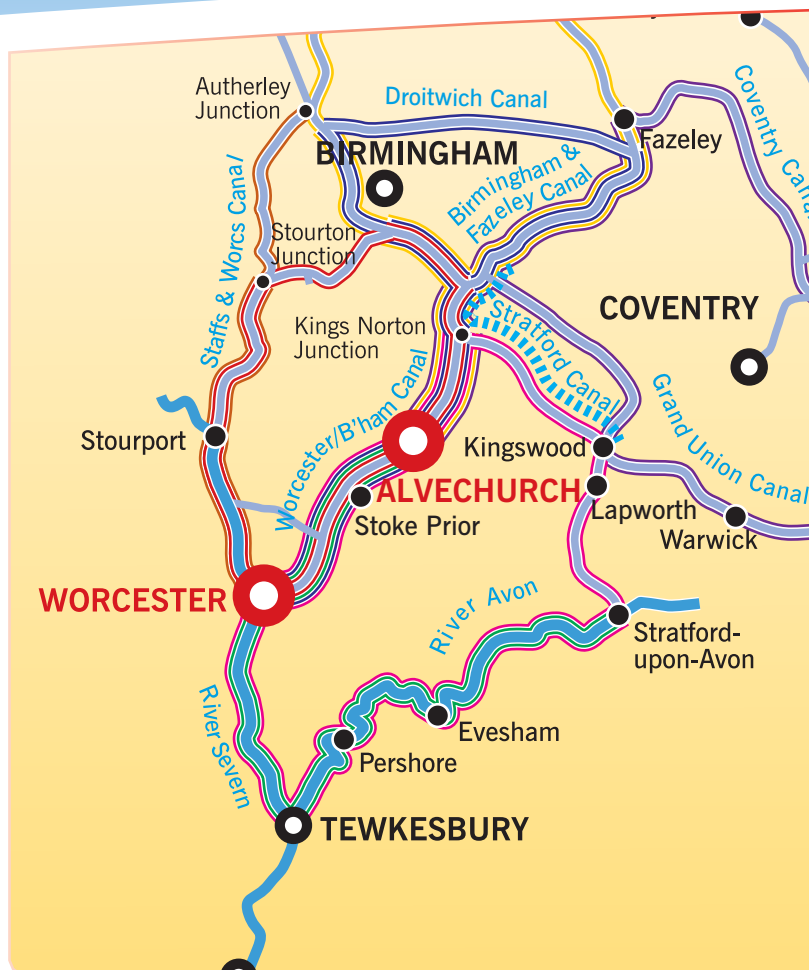 Autherley
Junction
Droitwich Canal
Coventry Canal
Fazeley
BIRMINGHAM
Birmingham &
Fazeley Canal
Staffs & Worcs Canal
Stourton
Junction
COVENTRY
Kings Norton
Junction
Stratford Canal
Worcester/B'ham Canal
Grand Union Canal
Stourport
Kingswood
ALVECHURCH
Lapworth
Stoke Prior
Warwick
WORCESTER
River Avon
Stratford-
upon-Avon
River Severn
Evesham
Pershore
TEWKESBURY